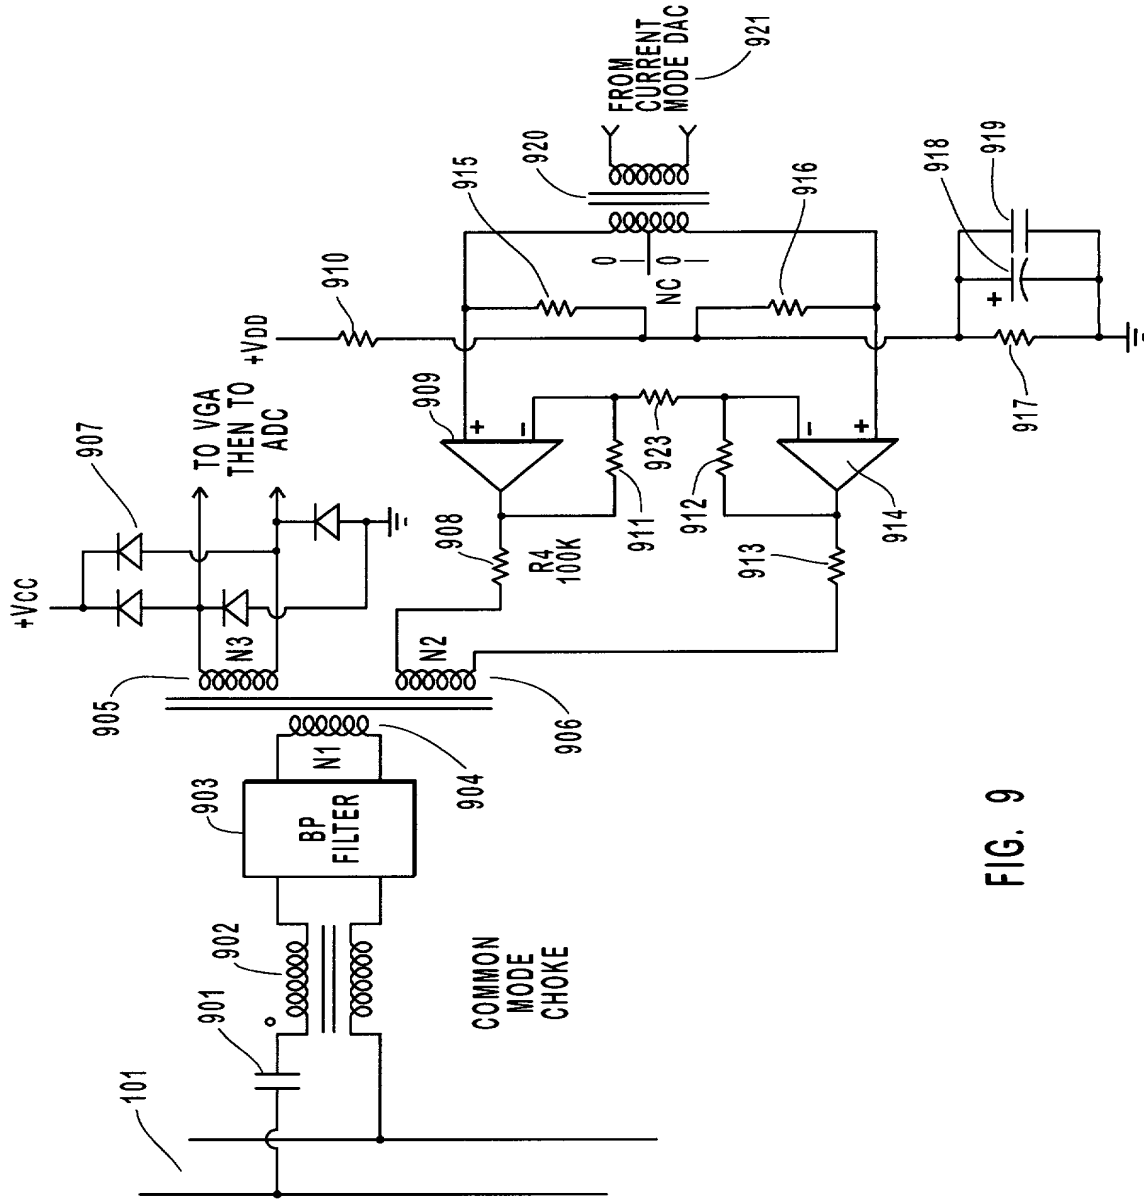 101
901
902
COMMON
MODE
CHOKE
903
BP
FILTER
N1
904
905
906
N3
N2
+VCC
907
TO VGA
THEN TO
ADC
908
R4
100K
909
+
-
911
923
912
913
914
-
+
+VDD
910
915
916
NC
0
0
920
FROM
CURRENT
MODE DAC
921
917
918
919
+
FIG. 9